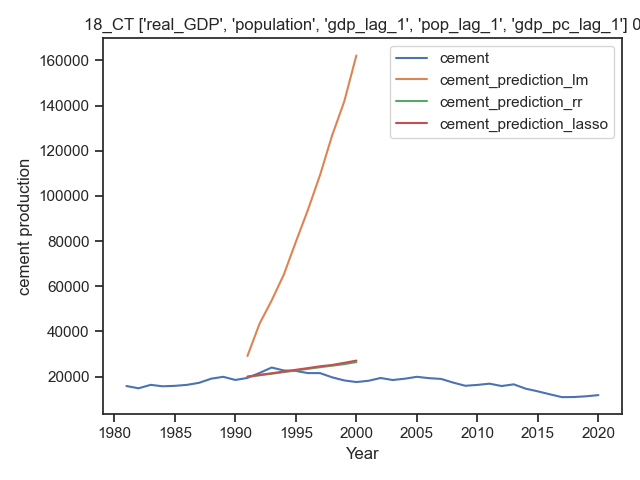 18_CT ['real_GDP', 'population', 'gdp_lag_1', 'pop_lag_1', 'gdp_pc_lag_1'] 0
cement
cement_prediction_lm
cement_prediction_rr
cement_prediction_lasso
160000
140000
120000
100000
80000
60000
40000
20000
cement production
1980 1985 1990 1995 2000 2005 2010 2015 2020
Year